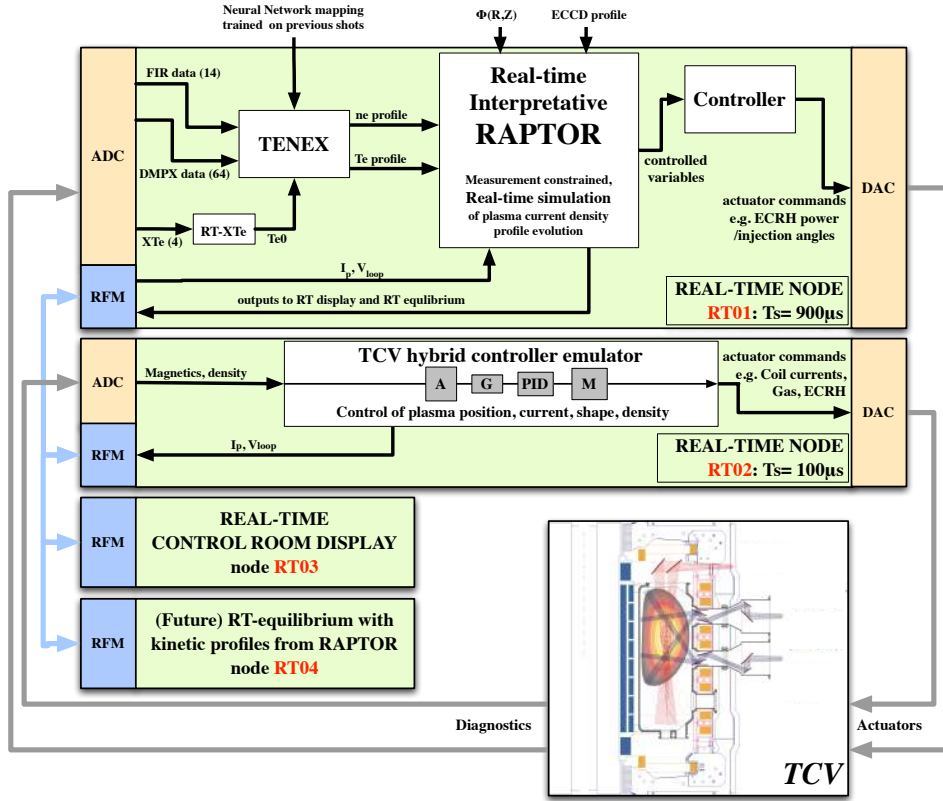 Neural Network mapping
trained on previous shots
Φ(R,Z)
ECCD profile
ADC
FIR data (14)
DMPX data (64)
XTe (4)
RT-XTe
Te0
TENEX
ne profile
Te profile
Real-time
Interpretative
RAPTOR
Measurement constrained,
Real-time simulation
of plasma current density
profile evolution
controlled
variables
Controller
actuator commands
e.g. ECRH power
/injection angles
DAC
RFM
Ip, Vloop
outputs to RT display and RT equlibrium
REAL-TIME NODE
RT01: Ts= 900μs
ADC
Magnetics, density
TCV hybrid controller emulator
A
G
PID
M
Control of plasma position, current, shape, density
actuator commands
e.g. Coil currents,
Gas, ECRH
DAC
RFM
Ip, Vloop
REAL-TIME NODE
RT02: Ts= 100μs
RFM
REAL-TIME
CONTROL ROOM DISPLAY
node RT03
RFM
(Future) RT-equilibrium with
kinetic profiles from RAPTOR
node RT04
Diagnostics
Actuators
TCV